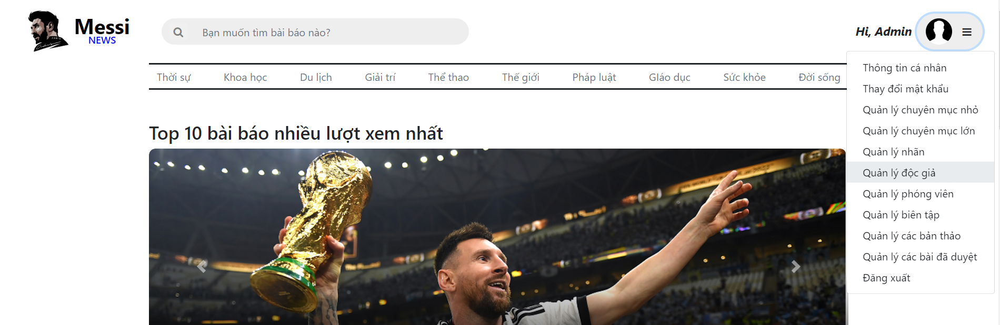 Messi
NEWS
Bạn muốn tìm bài báo nào?
Hi, Admin
Thời sự
Khoa học
Du lịch
Giải trí
Thể thao
Thế giới
Pháp luật
GIáo dục
Sức khỏe
Đời sống
Thông tin cá nhân
Thay đổi mật khẩu
Quản lý chuyên mục nhỏ
Quản lý chuyên mục lớn
Quản lý nhãn
Quản lý độc giả
Quản lý phóng viên
Quản lý biên tập
Quản lý các bản thảo
Quản lý các bài đã duyệt
Đăng xuất
Top 10 bài báo nhiều lượt xem nhất